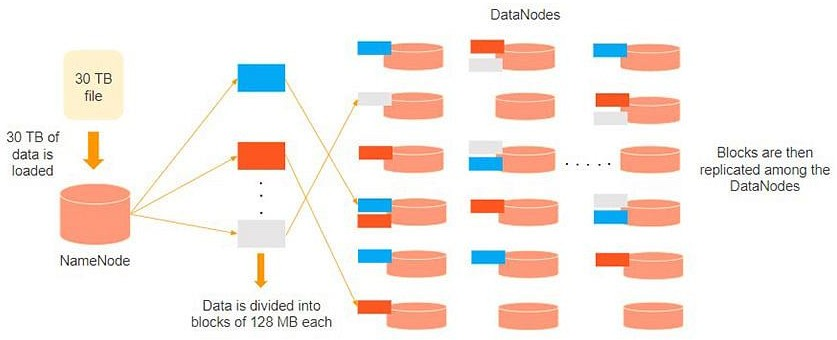 DataNodes
30 TB
file
30 TB of
data is
loaded
NameNode
Data is divided into
blocks of 128 MB each
Blocks are then
replicated among the
DataNodes